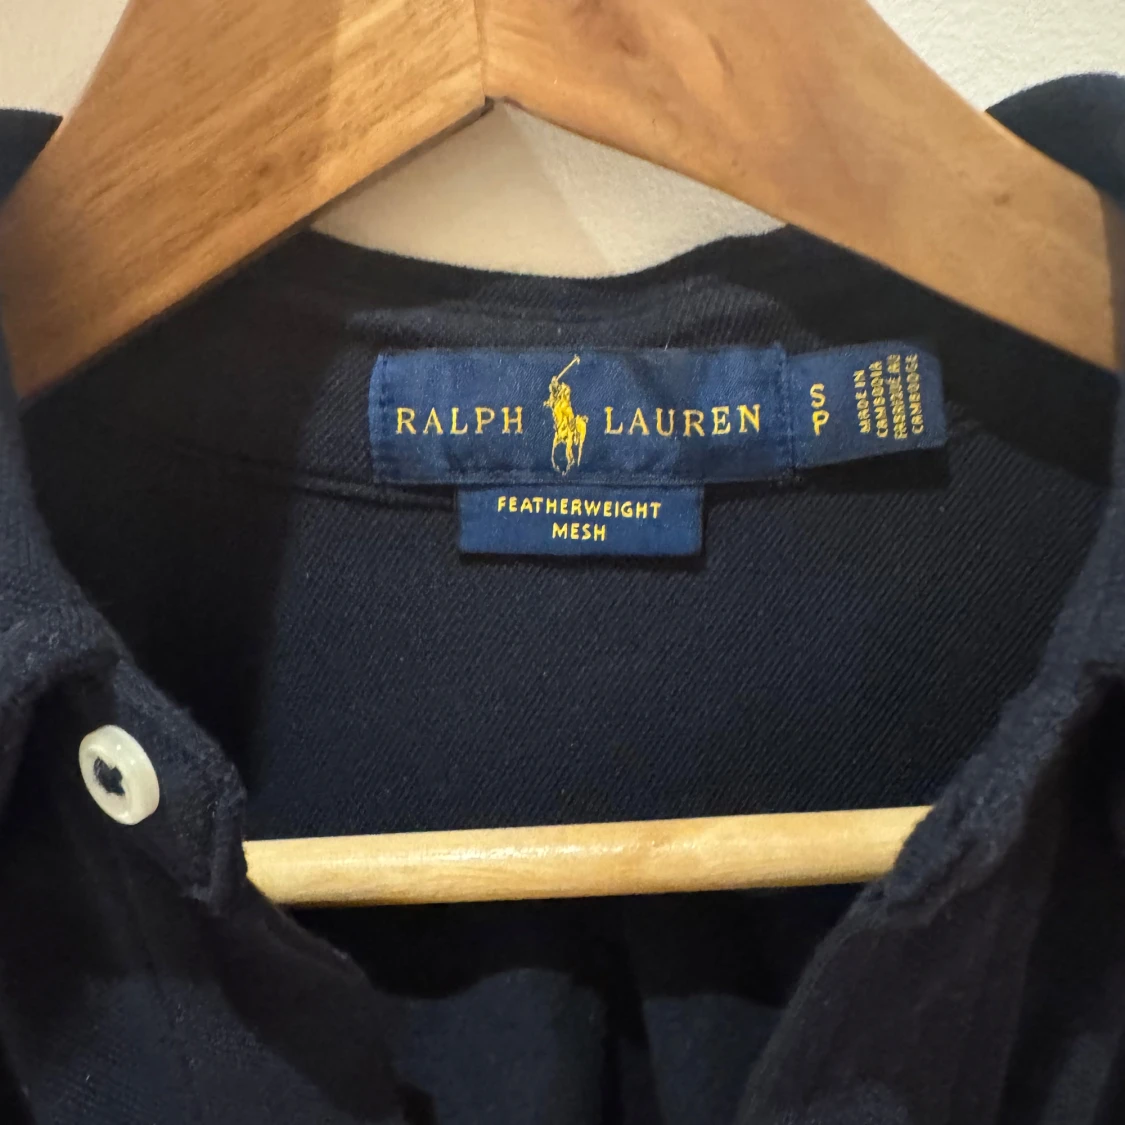 RALPH LAUREN
FEATHERWEIGHT
MESH
S
P
MADE IN
CAMBODIA
FABRIQUÉ AU
CAMBODGE